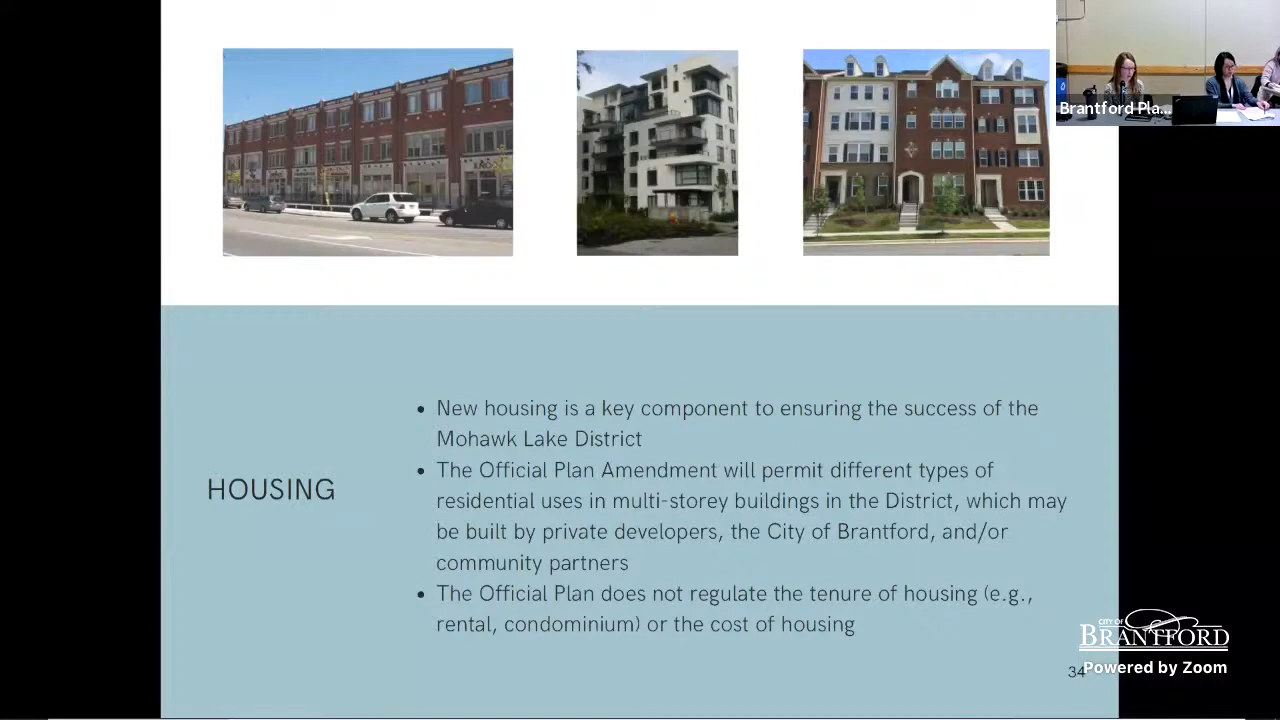 Brantford Pla...
HOUSING
• New housing is a key component to ensuring the success of the
Mohawk Lake District
• The Official Plan Amendment will permit different types of
residential uses in multi-storey buildings in the District, which may
be built by private developers, the City of Brantford, and/or
community partners
• The Official Plan does not regulate the tenure of housing (e.g.,
rental, condominium) or the cost of housing
CITY OF
BRANTFORD
34
Powered by Zoom